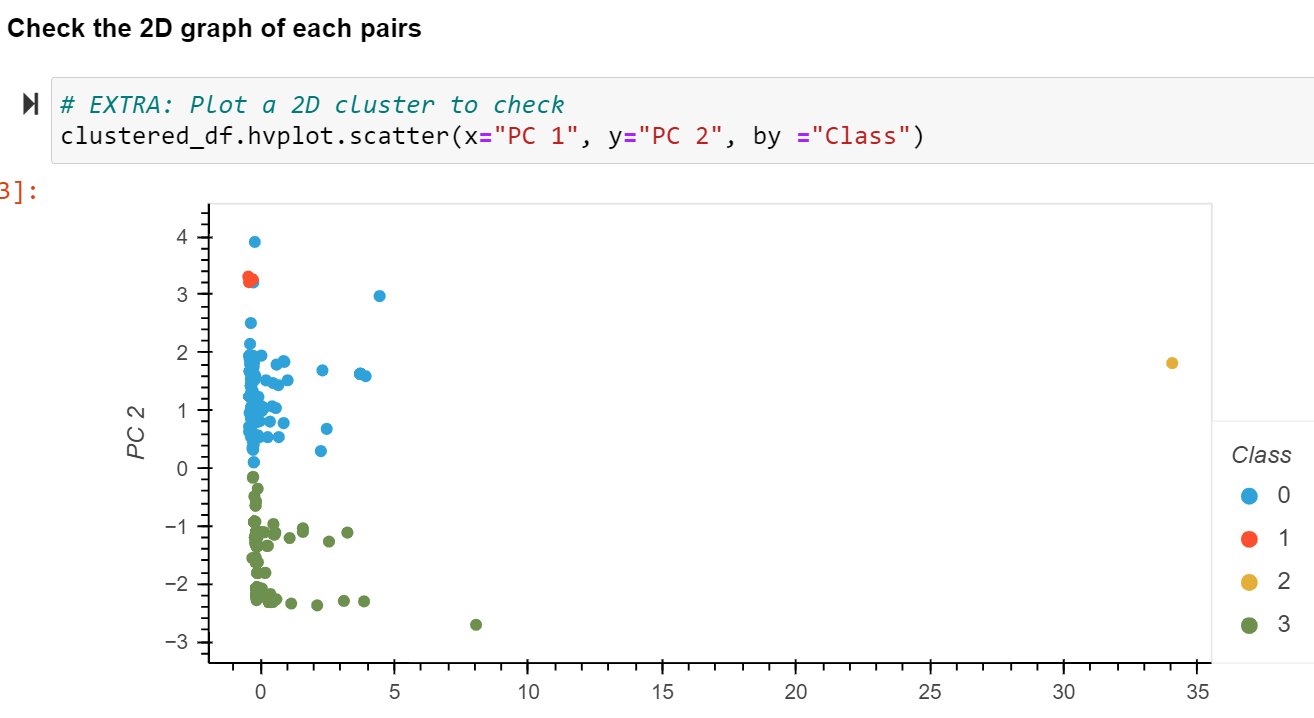 Check the 2D graph of each pairs
# EXTRA: Plot a 2D cluster to check
clustered_df.hvplot.scatter(x="PC 1", y="PC 2", by ="Class")
3]:
4
3
2
1
0
−1
−2
−3
PC 2
0 5 10 15 20 25 30 35
Class
0
1
2
3